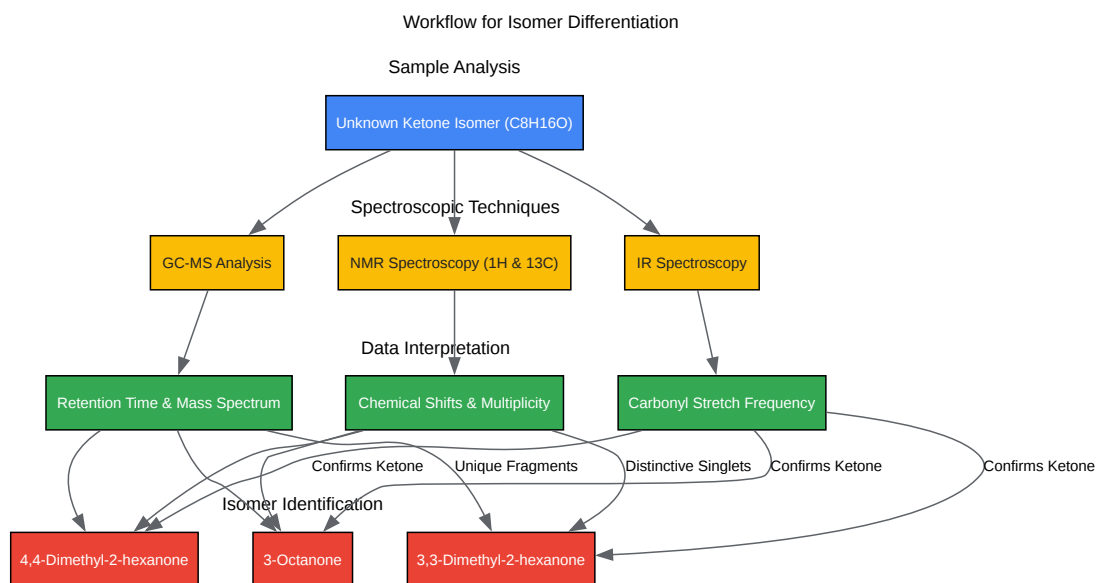 Workflow for Isomer Differentiation
Sample Analysis
Unknown Ketone Isomer (C8H16O)
Spectroscopic Techniques
GC-MS Analysis
NMR Spectroscopy (1H & 13C)
IR Spectroscopy
Data Interpretation
Retention Time & Mass Spectrum
Chemical Shifts & Multiplicity
Carbonyl Stretch Frequency
Confirms Ketone
Unique Fragments
Distinctive Singlets
Confirms Ketone
Confirms Ketone
Isomer Identification
4,4-Dimethyl-2-hexanone
3-Octanone
3,3-Dimethyl-2-hexanone